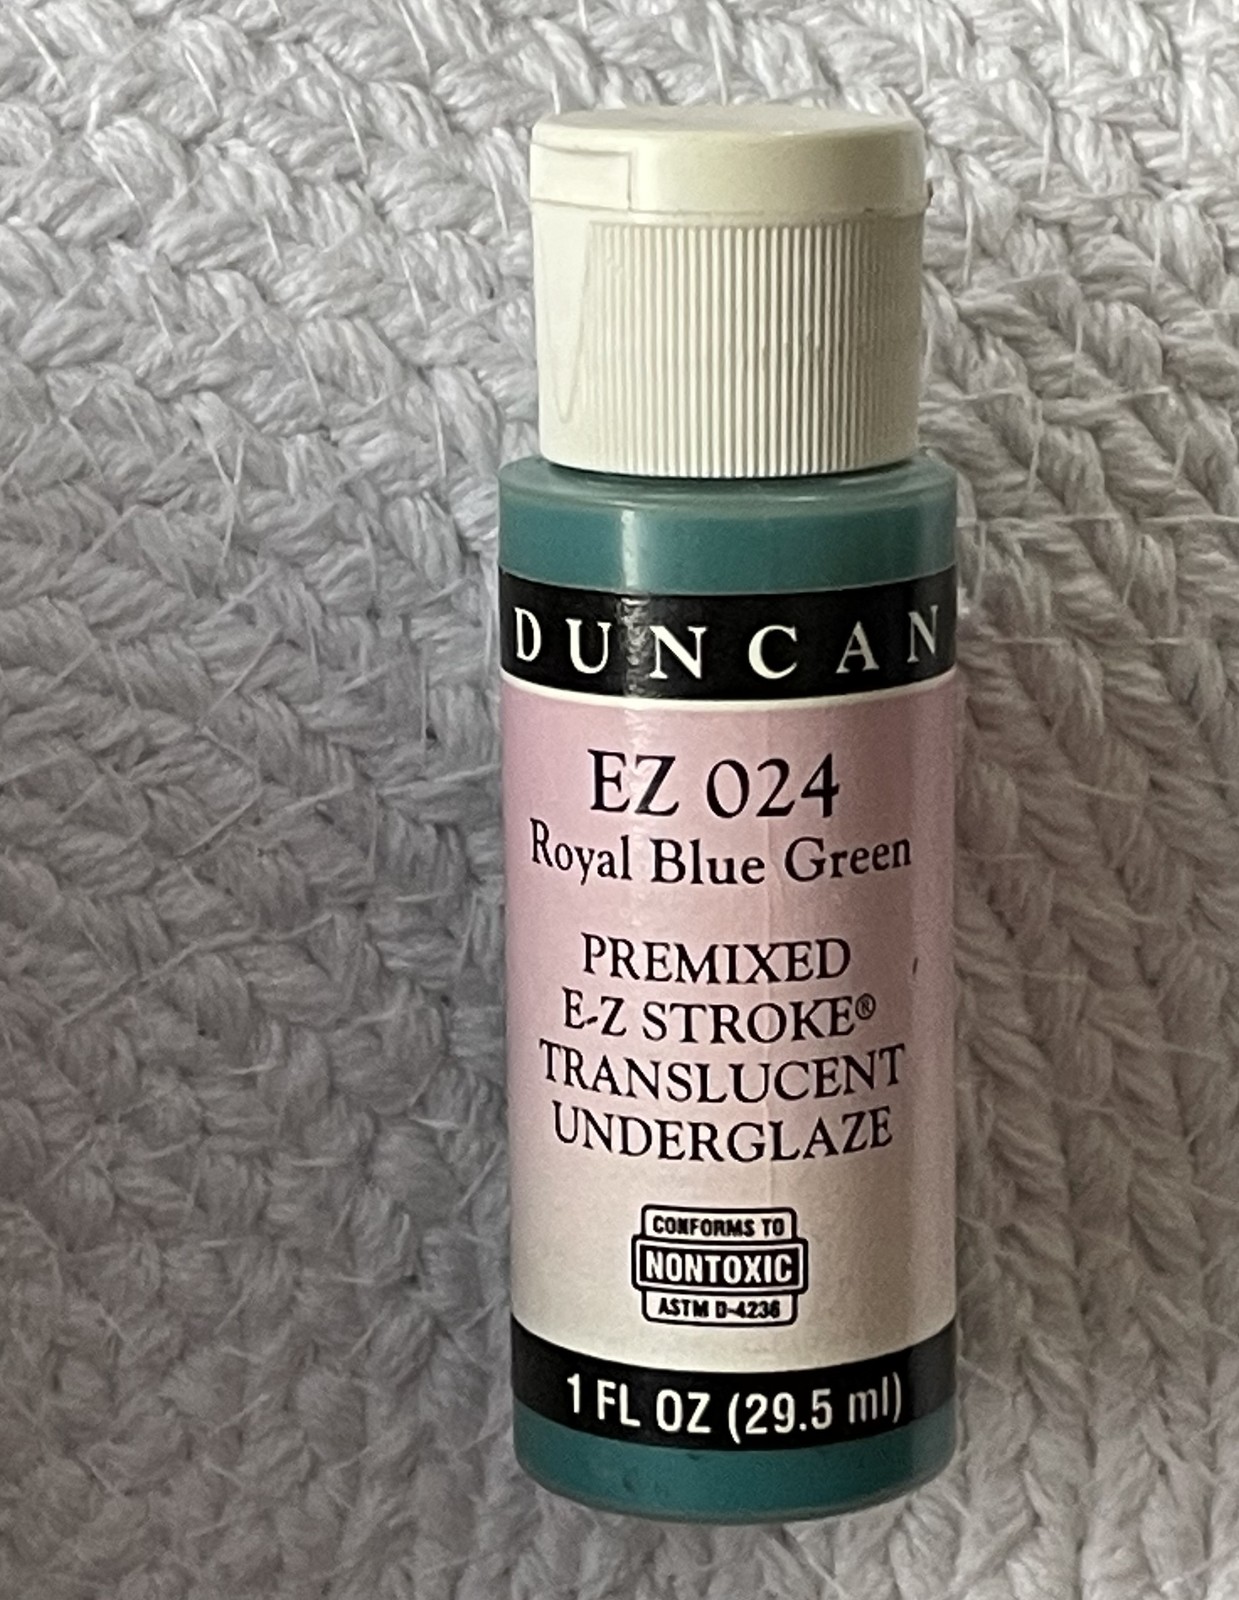 DUNCAN
EZ 024
Royal Blue Green
PREMIXED
E-Z STROKE®
TRANSLUCENT
UNDERGLAZE
CONFORMS TO
NONTOXIC
ASTM D-4236
1 FL OZ (29.5 ml)